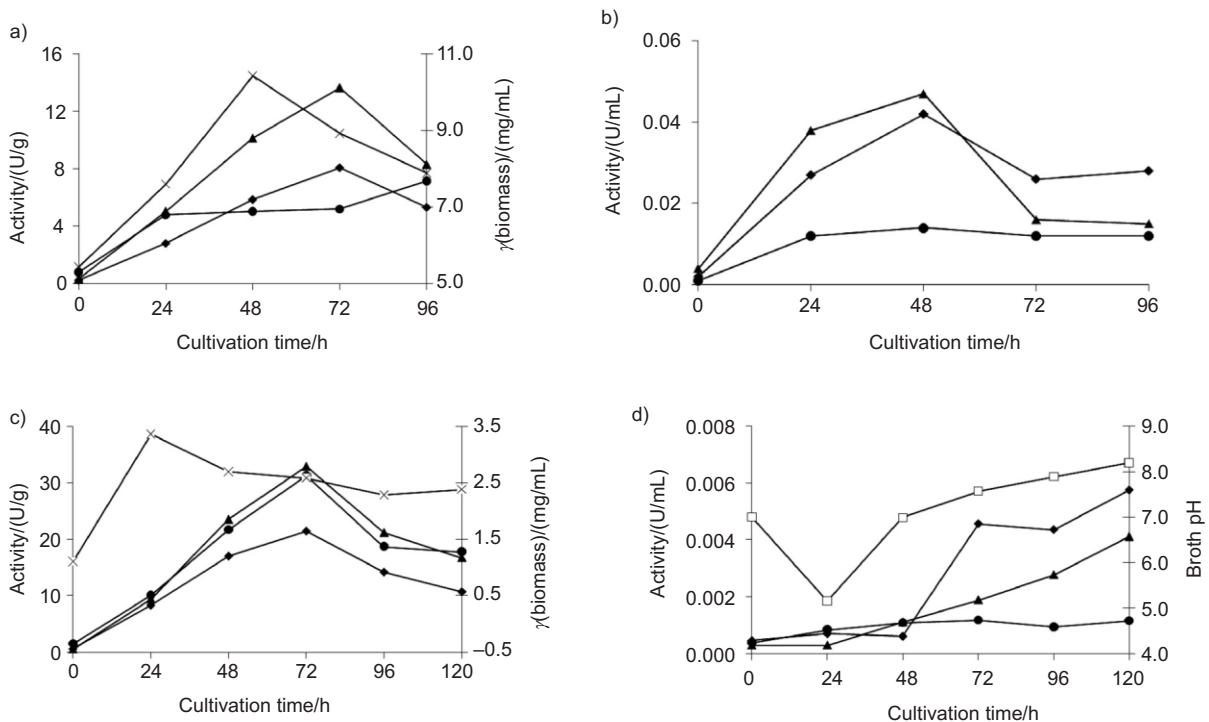 a)
16
12
8
4
0
Activity/(U/g)
11.0
9.0
7.0
5.0
γ(biomass)/(mg/mL)
0 24 48 72 96
Cultivation time/h
b)
0.06
0.04
0.02
0.00
Activity/(U/mL)
0 24 48 72 96
Cultivation time/h
c)
40
30
20
10
0
Activity/(U/g)
3.5
2.5
1.5
0.5
–0.5
γ(biomass)/(mg/mL)
0 24 48 72 96 120
Cultivation time/h
d)
0.008
0.006
0.004
0.002
0.000
Activity/(U/mL)
9.0
8.0
7.0
6.0
5.0
4.0
Broth pH
0 24 48 72 96 120
Cultivation time/h